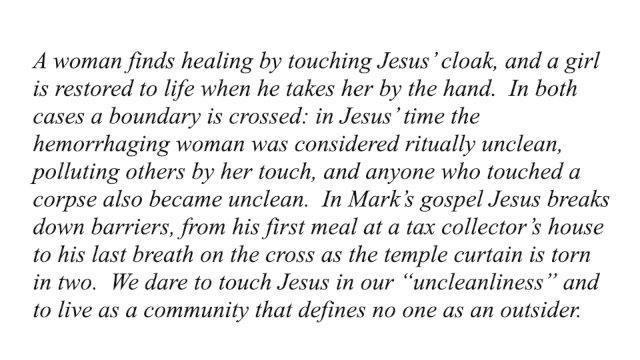 A woman finds healing by touching Jesus’ cloak, and a girl
is restored to life when he takes her by the hand.  In both
cases a boundary is crossed: in Jesus’ time the
hemorrhaging woman was considered ritually unclean,
polluting others by her touch, and anyone who touched a
corpse also became unclean.  In Mark’s gospel Jesus breaks
down barriers, from his first meal at a tax collector’s house
to his last breath on the cross as the temple curtain is torn
in two.  We dare to touch Jesus in our “uncleanliness” and
to live as a community that defines no one as an outsider.